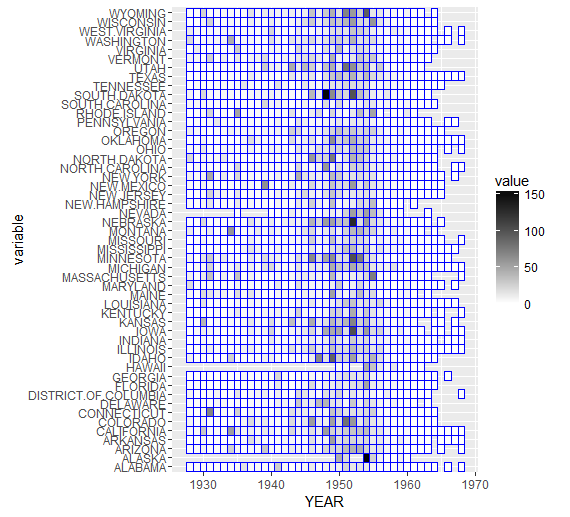 WYOMING
WISCONSIN
WEST.VIRGINIA
WASHINGTON
VIRGINIA
VERMONT
UTAH
TEXAS
TENNESSEE
SOUTH.DAKOTA
SOUTH.CAROLINA
RHODE.ISLAND
PENNSYLVANIA
OREGON
OKLAHOMA
OHIO
NORTH.DAKOTA
NORTH.CAROLINA
NEW.YORK
NEW.MEXICO
NEW.JERSEY
NEW.HAMPSHIRE
NEVADA
NEBRASKA
MONTANA
MISSOURI
MISSISSIPPI
MINNESOTA
MICHIGAN
MASSACHUSETTS
MARYLAND
MAINE
LOUISIANA
KENTUCKY
KANSAS
IOWA
INDIANA
ILLINOIS
IDAHO
HAWAII
GEORGIA
FLORIDA
DISTRICT.OF.COLUMBIA
DELAWARE
CONNECTICUT
COLORADO
CALIFORNIA
ARKANSAS
ARIZONA
ALASKA
ALABAMA
variable
1930 1940 1950 1960 1970
YEAR
value
150
100
50
0